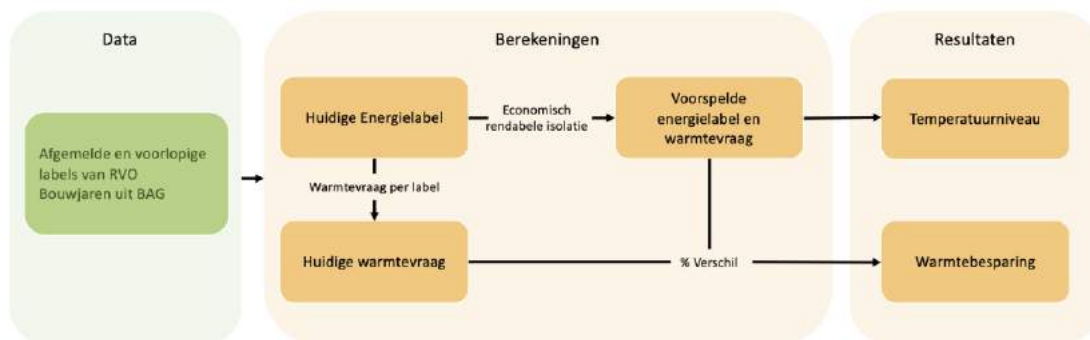 Data
Afgemelde en voorlopige
labels van RVO
Bouwjaren uit BAG
Berekeningen
Huidige Energielabel
Economisch
rendabele isolatie
Voorspelde
energielabel en
warmtevraag
Warmtevraag per label
Huidige warmtevraag
% Verschil
Resultaten
Temperatuurniveau
Warmtebesparing